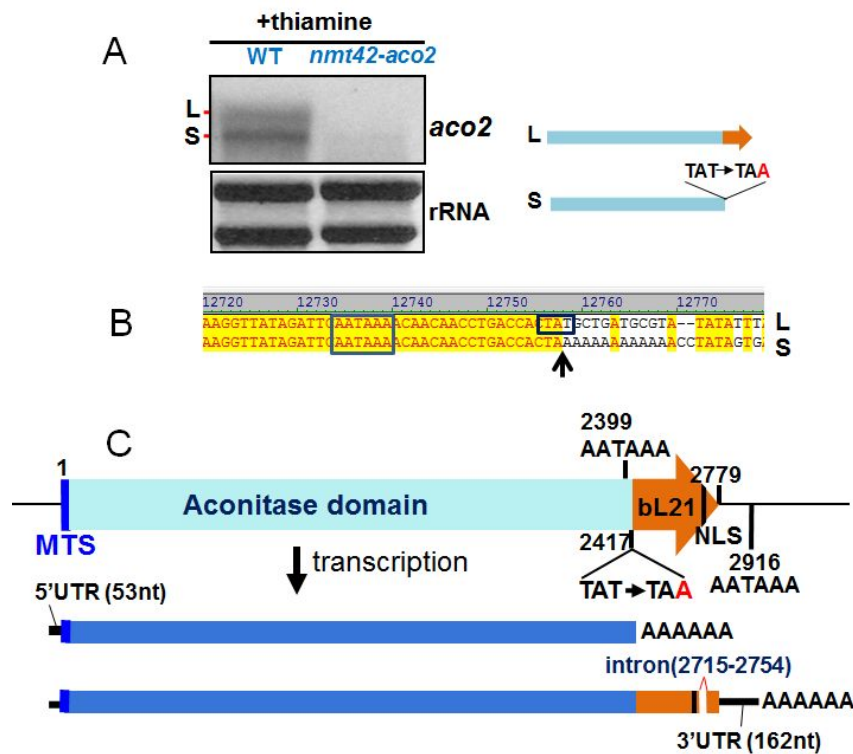 A
+thiamine
WT nmt42-aco2
L
S
aco2
rRNA
L
TAT→TAA
S
B
12720 12730 12740 12750 12760 12770
AAGGTTATAGATTCAATAAAACAACAACCTGACCACTATGCTGATGCGTA--TATATTTA L
AAGGTTATAGATTCAATAAAACAACAACCTGACCACTAAAAAAAAAAAAACCTATAGTGA S
C
2399
AATAAA
1
2779
Aconitase domain
bL21
MTS
2417
NLS
transcription
2916
AATAAA
TAT→TAA
5'UTR (53nt)
AAAAAA
intron(2715-2754)
AAAAAA
3'UTR (162nt)